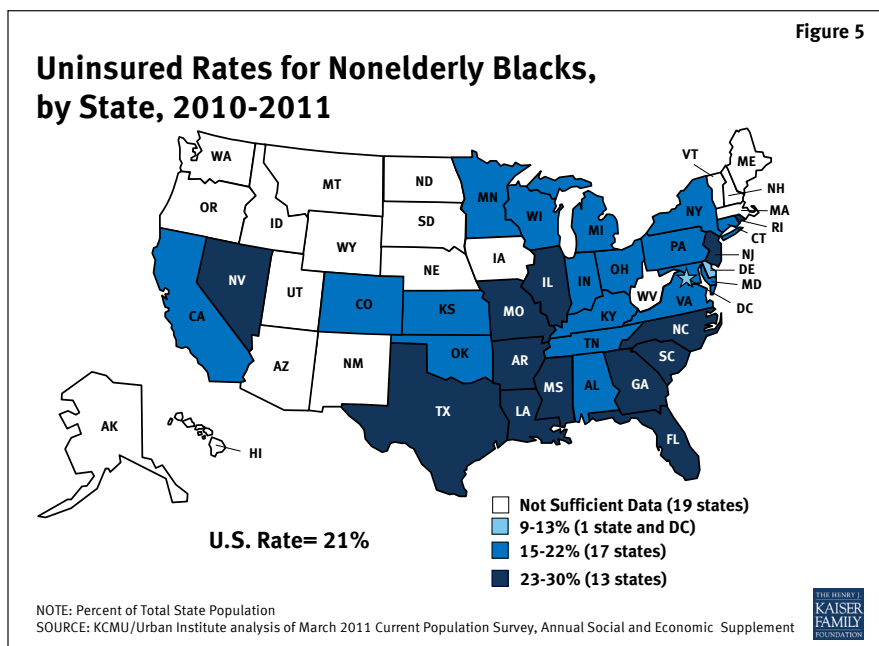 Figure 5
Uninsured Rates for Nonelderly Blacks,
by State, 2010-2011
WA
MT
ND
MN
VT
ME
NH
OR
ID
SD
WI
MI
NY
MA
RI
WY
IA
PA
CT
NJ
NE
OH
DE
NV
UT
IL
IN
MD
CO
WV
VA
DC
CA
KS
MO
KY
NC
TN
OK
AR
SC
AZ
NM
MS
AL
GA
TX
LA
AK
FL
HI
Not Sufficient Data (19 states)
9-13% (1 state and DC)
U.S. Rate= 21%
15-22% (17 states)
23-30% (13 states)
NOTE: Percent of Total State Population
SOURCE: KCMU/Urban Institute analysis of March 2011 Current Population Survey, Annual Social and Economic Supplement
THE HENRY J.
KAISER
FAMILY
FOUNDATION